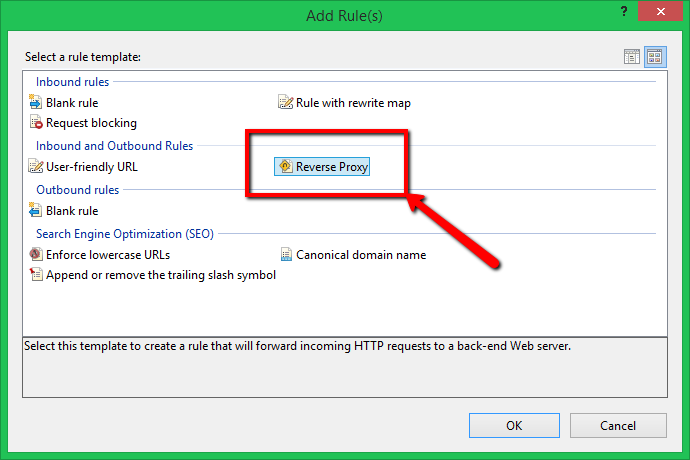 Add Rule(s)
?
Select a rule template:
Inbound rules
Blank rule
Rule with rewrite map
Request blocking
Inbound and Outbound Rules
User-friendly URL
Reverse Proxy
Outbound rules
Blank rule
Search Engine Optimization (SEO)
Enforce lowercase URLs
Canonical domain name
Append or remove the trailing slash symbol
Select this template to create a rule that will forward incoming HTTP requests to a back-end Web server.
OK
Cancel